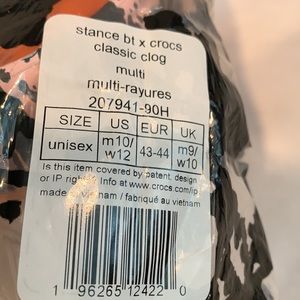 stance bt x crocs
classic clog
multi
multi-rayures
207941-90H
SIZE US EUR UK
unisex m10/w12 43-44 m9/w10
Is this item covered by patent, design
or IP rights? Info at www.crocs.com/ip
made in vietnam / fabriqué au vietnam
1 96265 12422 0